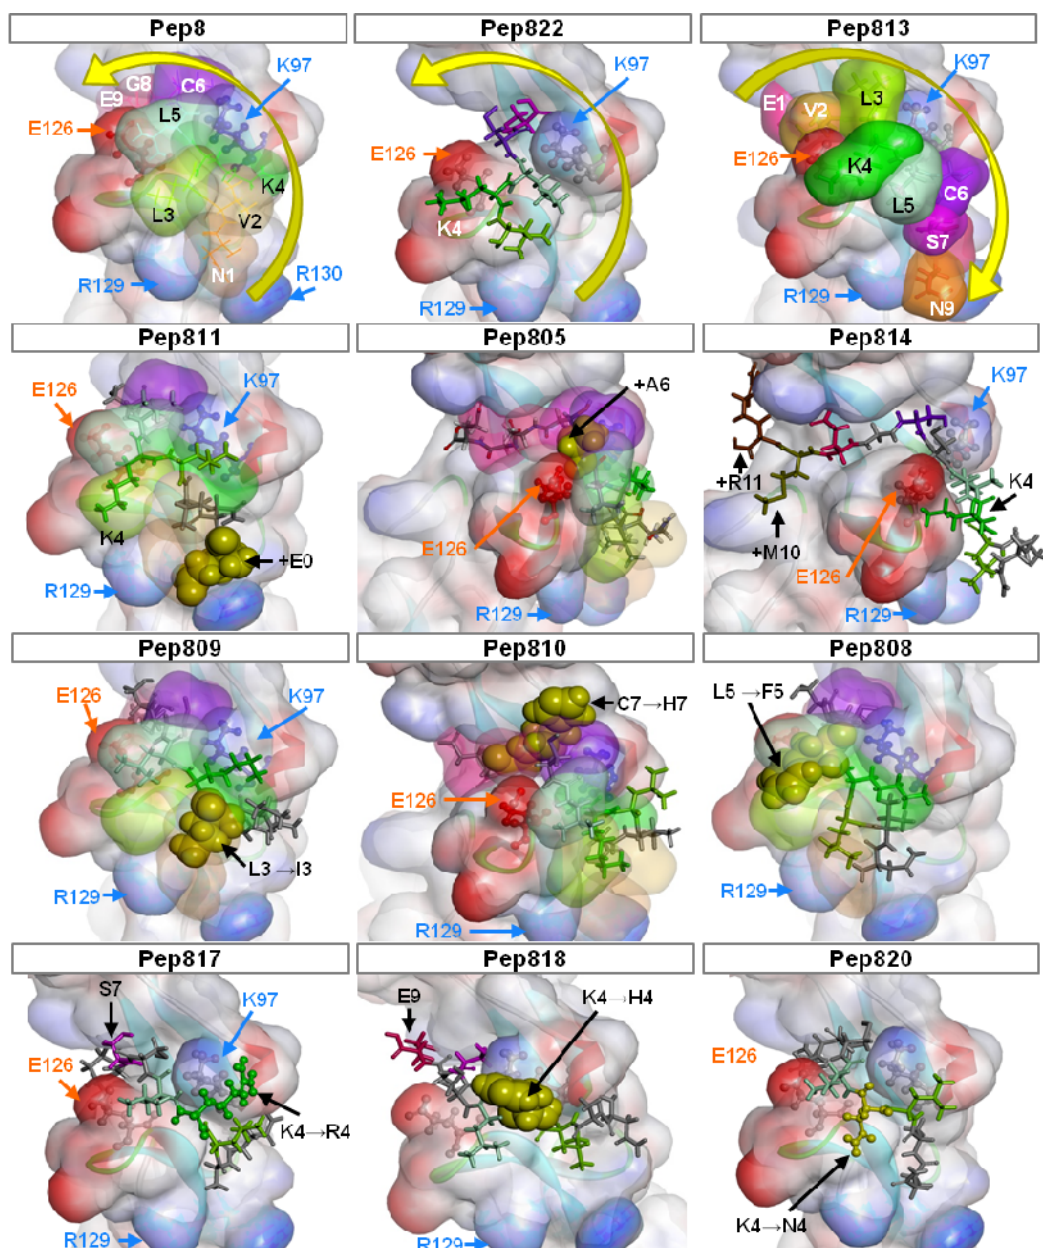 Pep8
Pep822
Pep813
K97
G8
C6
E9
L5
E126
K4
L3
V2
N1
R130
R129
K97
E126
K4
R129
K97
E1
V2
L3
E126
K4
C6
L5
S7
R129
N9
Pep811
Pep805
Pep814
E126
K97
K4
+E0
R129
+A6
E126
R129
K97
+R11
K4
+M10
E126
R129
Pep809
Pep810
Pep808
E126
K97
L3→I3
R129
C7→H7
E126
R129
L5→F5
R129
Pep817
Pep818
Pep820
S7
K97
E126
K4→R4
R129
E9
K4→H4
R129
E126
K4→N4